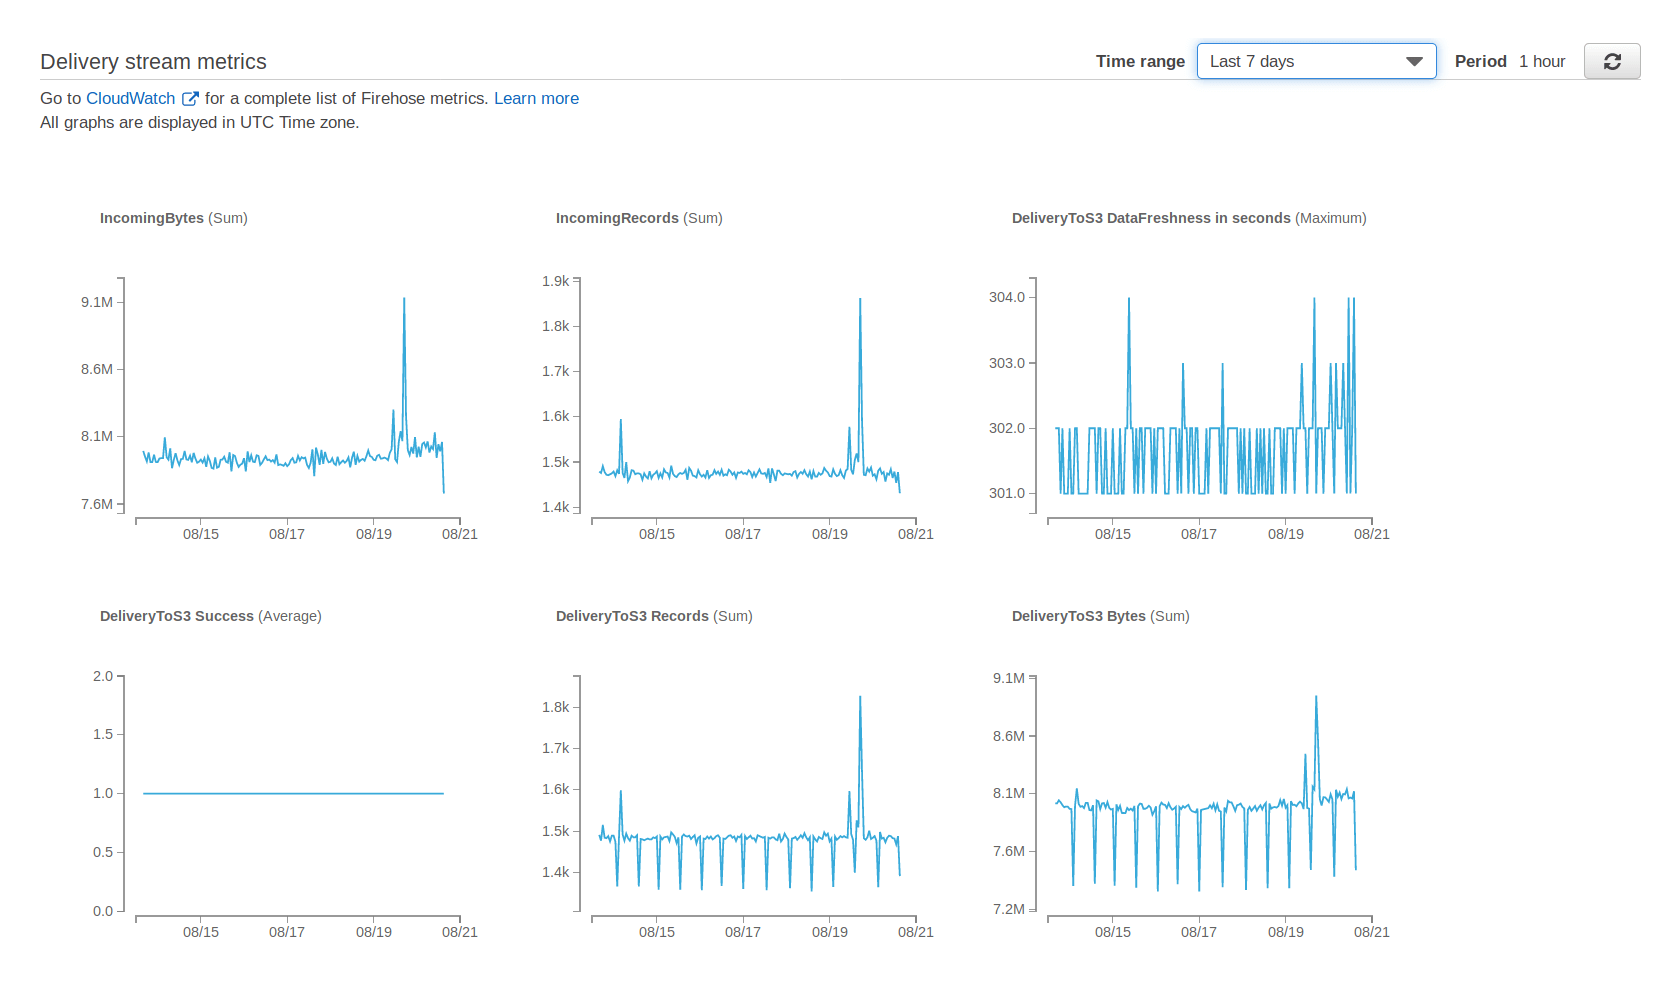 Delivery stream metrics
Time range Last 7 days Period 1 hour
Go to CloudWatch for a complete list of Firehose metrics. Learn more
All graphs are displayed in UTC Time zone.
IncomingBytes (Sum)
9.1M
8.6M
8.1M
7.6M
08/15 08/17 08/19 08/21
IncomingRecords (Sum)
1.9k
1.8k
1.7k
1.6k
1.5k
1.4k
08/15 08/17 08/19 08/21
DeliveryToS3 DataFreshness in seconds (Maximum)
304.0
303.0
302.0
301.0
08/15 08/17 08/19 08/21
DeliveryToS3 Success (Average)
2.0
1.5
1.0
0.5
0.0
08/15 08/17 08/19 08/21
DeliveryToS3 Records (Sum)
1.8k
1.7k
1.6k
1.5k
1.4k
08/15 08/17 08/19 08/21
DeliveryToS3 Bytes (Sum)
9.1M
8.6M
8.1M
7.6M
7.2M
08/15 08/17 08/19 08/21